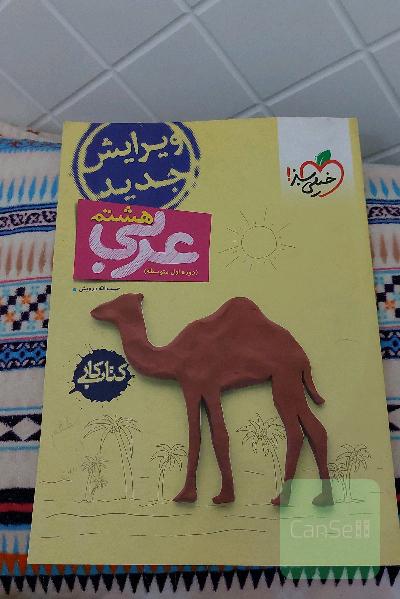 ویرایش
جدید
خیلی سبز!
هشتم
عربی
(دوره اول متوسطه)
کتاب کار
CanSell